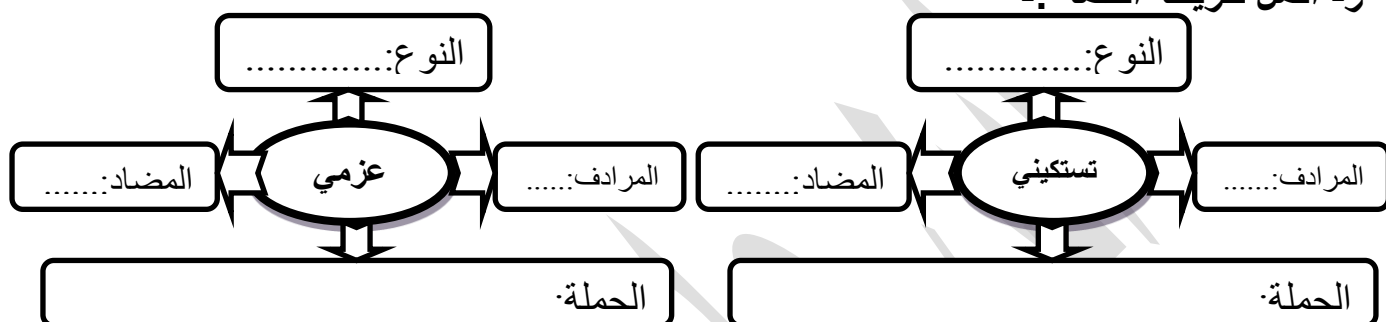 النوع:.............
النوع:.............
المرادف:......
تستكيني
المضاد:........
المرادف:......
عزمي
المضاد:.......
الجملة:
الجملة: